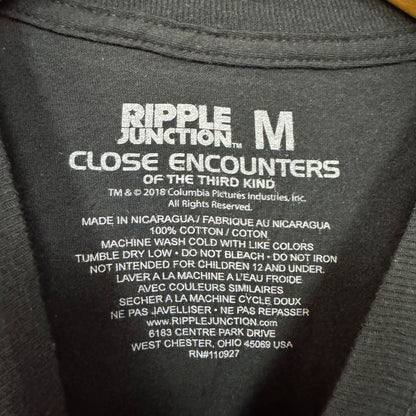 RIPPLE
JUNCTION™ M
CLOSE ENCOUNTERS
OF THE THIRD KIND
TM & © 2018 Columbia Pictures Industries, Inc.
All Rights Reserved.
MADE IN NICARAGUA / FABRIQUE AU NICARAGUA
100% COTTON / COTON
MACHINE WASH COLD WITH LIKE COLORS
TUMBLE DRY LOW • DO NOT BLEACH • DO NOT IRON
NOT INTENDED FOR CHILDREN 12 AND UNDER.
LAVER A LA MACHINE A L'EAU FROIDE
AVEC COULEURS SIMILAIRES
SECHER A LA MACHINE CYCLE DOUX
NE PAS JAVELLISER • NE PAS REPASSER
www.RIPPLEJUNCTION.com
6183 CENTRE PARK DRIVE
WEST CHESTER, OHIO 45069 USA
RN#110927